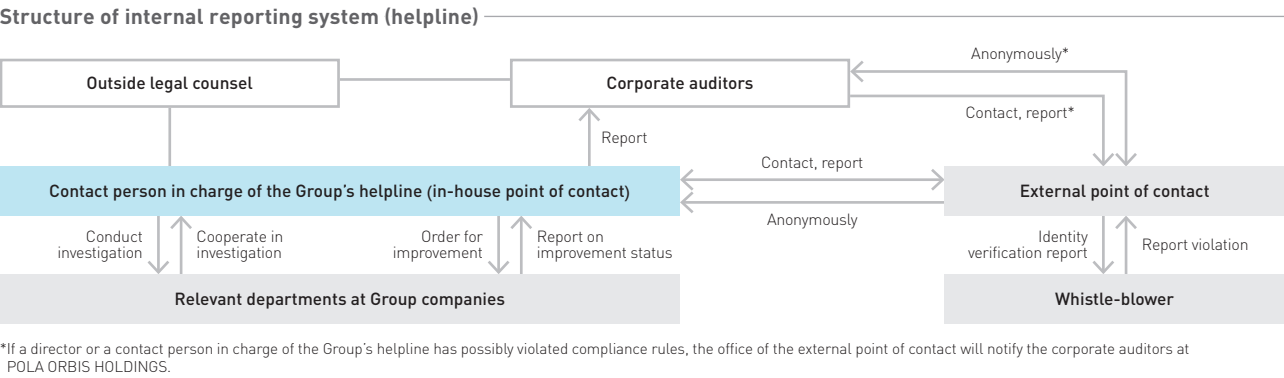 Structure of internal reporting system (helpline)
Anonymously*
Outside legal counsel
Corporate auditors
Contact, report*
Report
Contact, report
Contact person in charge of the Group's helpline (in-house point of contact)
External point of contact
Anonymously
Conduct
investigation
Cooperate in
investigation
Order for
improvement
Report on
improvement status
Identity
verification report
Report violation
Relevant departments at Group companies
Whistle-blower
*If a director or a contact person in charge of the Group's helpline has possibly violated compliance rules, the office of the external point of contact will notify the corporate auditors at
POLA ORBIS HOLDINGS.